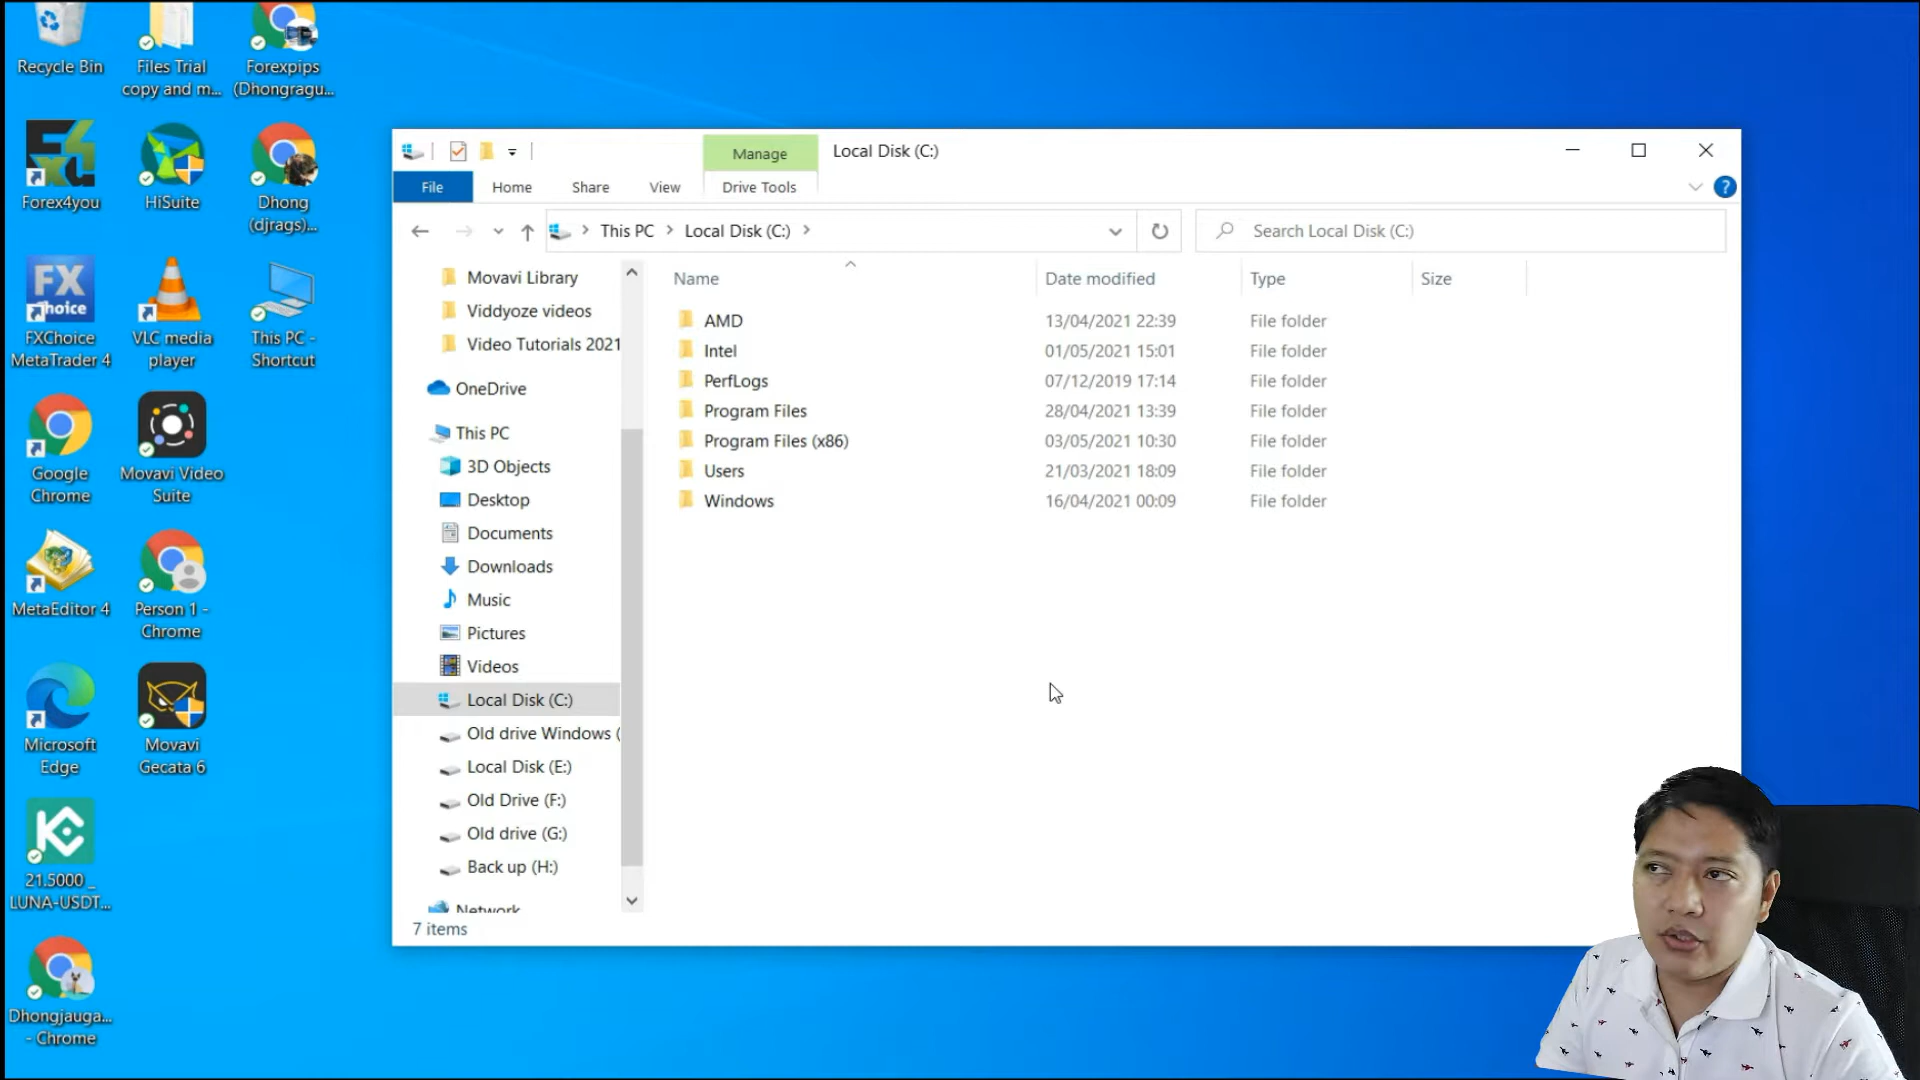 Recycle Bin
Files Trial
copy and m...
Forexpips
(Dhongragu...
Forex4you
HiSuite
Dhong
(djrags)...
FX
Choice
FXChoice
MetaTrader 4
VLC media
player
This PC -
Shortcut
Google
Chrome
Movavi Video
Suite
MetaEditor 4
Person 1 -
Chrome
Microsoft
Edge
Movavi
Gecata 6
21.5000 _
LUNA-USDT...
Dhongjauga...
- Chrome
Manage
Local Disk (C:)
File
Home
Share
View
Drive Tools
?
This PC
Local Disk (C:)
Search Local Disk (C:)
Movavi Library
Viddyoze videos
Video Tutorials 2021
OneDrive
This PC
3D Objects
Desktop
Documents
Downloads
Music
Pictures
Videos
Local Disk (C:)
Old drive Windows (
Local Disk (E:)
Old Drive (F:)
Old drive (G:)
Back up (H:)
Network
Name Date modified Type Size
AMD 13/04/2021 22:39 File folder
Intel 01/05/2021 15:01 File folder
PerfLogs 07/12/2019 17:14 File folder
Program Files 28/04/2021 13:39 File folder
Program Files (x86) 03/05/2021 10:30 File folder
Users 21/03/2021 18:09 File folder
Windows 16/04/2021 00:09 File folder
7 items